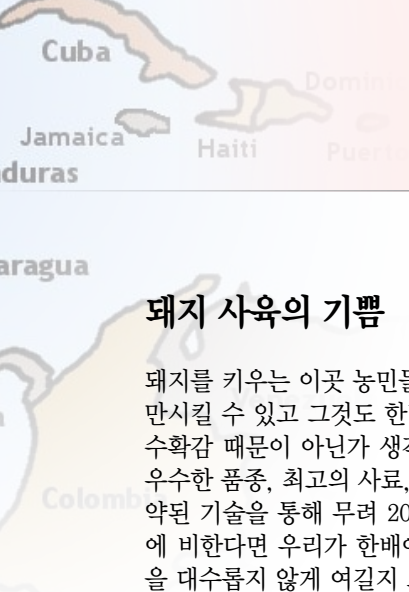 Cuba
Domin
Jamaica
Haiti
Puerto
duras
aragua
돼지 사육의 기쁨
돼지를 키우는 이곳 농민들
만시킬 수 있고 그것도 한
수확감 때문이 아닌가 생각
우수한 품종, 최고의 사료,
약된 기술을 통해 무려 20
에 비한다면 우리가 한배에
을 대수롭지 않게 여길지
Colombia